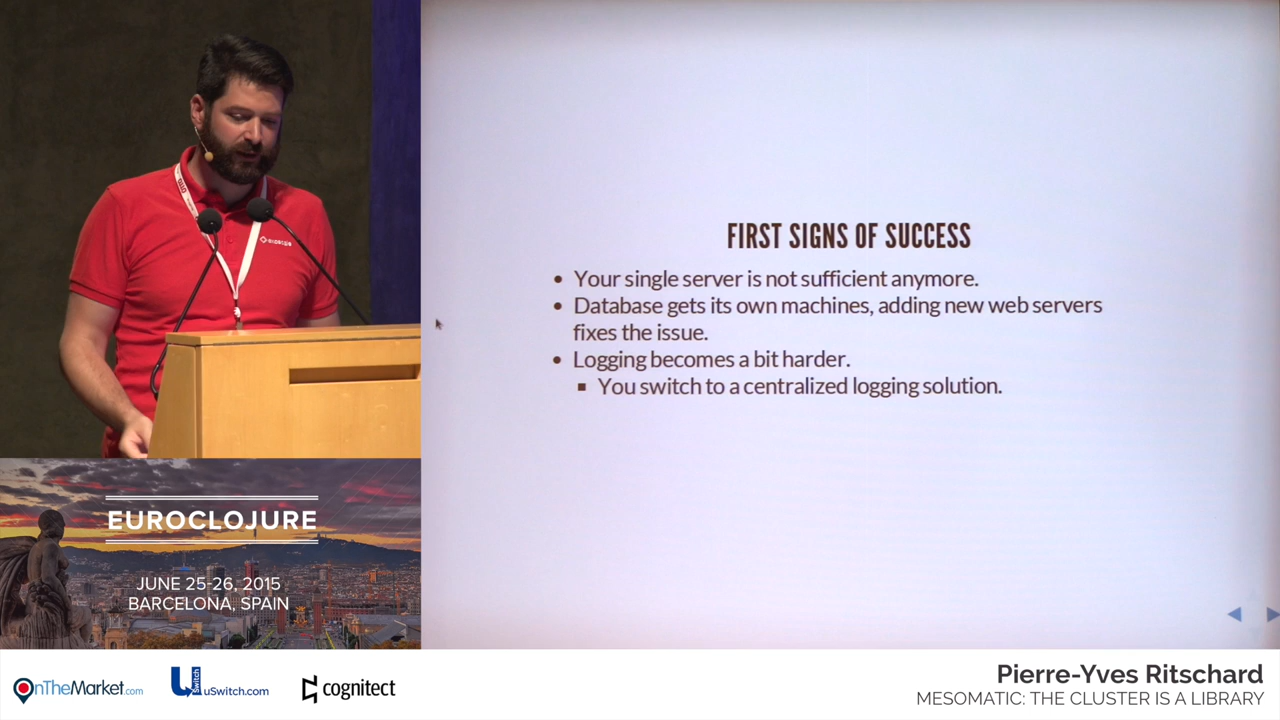 FIRST SIGNS OF SUCCESS
Your single server is not sufficient anymore.
Database gets its own machines, adding new web servers
fixes the issue.
Logging becomes a bit harder.
You switch to a centralized logging solution.
exoscale
EUROCLOJURE
JUNE 25-26, 2015
BARCELONA, SPAIN
OnTheMarket.com
uSwitch
uSwitch.com
cognitect
Pierre-Yves Ritschard
MESOMATIC: THE CLUSTER IS A LIBRARY